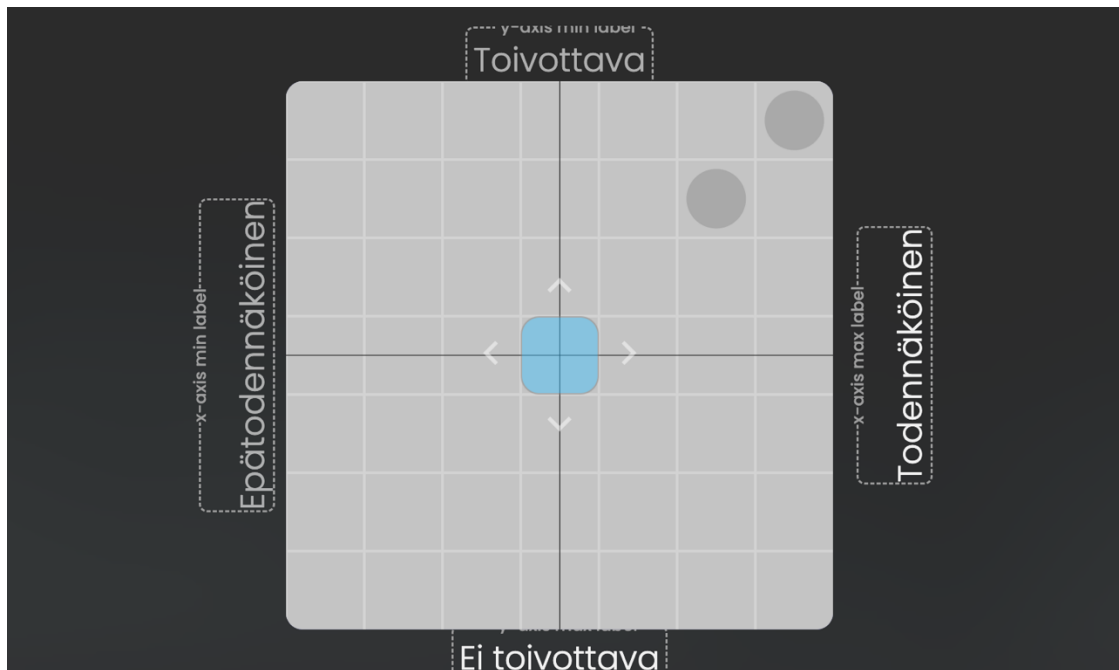 y-axis min label
Toivottava
x-axis min label
Epätodennäköinen
x-axis max label
Todennäköinen
y-axis max label
Ei toivottava